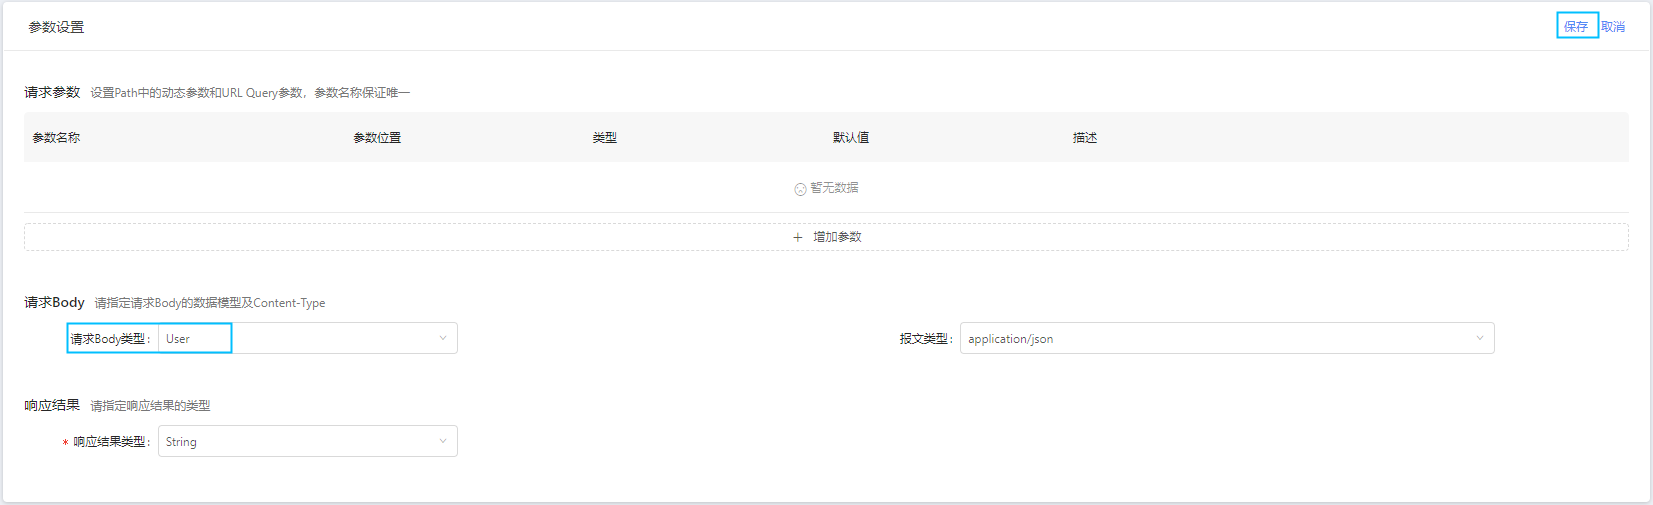 参数设置
保存 取消
请求参数 设置Path中的动态参数和URL Query参数，参数名称保证唯一
参数名称 参数位置 类型 默认值 描述
暂无数据
+ 增加参数
请求Body 请指定请求Body的数据模型及Content-Type
请求Body类型: User 报文类型: application/json
响应结果 请指定响应结果的类型
* 响应结果类型: String